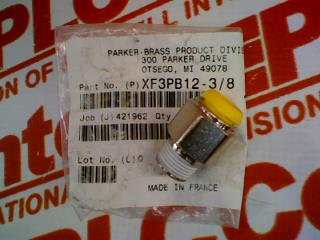 PARKER-BRASS PRODUCT DIVISI
300 PARKER DRIVE
OTSEGO, MI 49078
Part No. (P) XF3PB12-3/8
Job (J) 421962 Qty
Lot No. (L) 0
MADE IN FRANCE